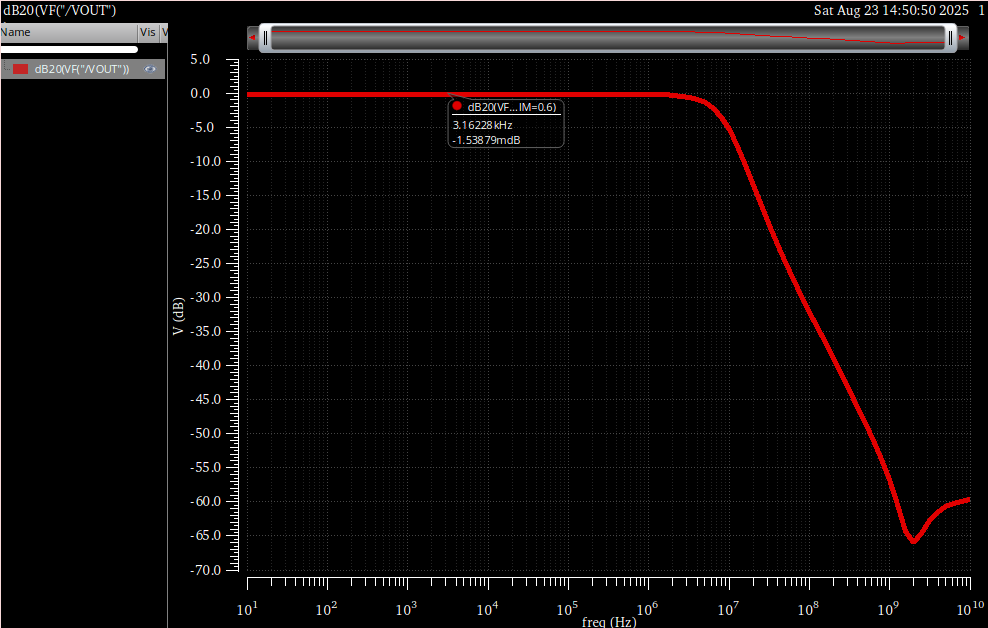 dB20(VF("/VOUT")
Sat Aug 23 14:50:50 2025 1
Name Vis V
dB20(VF("/VOUT"))
5.0
0.0
-5.0
-10.0
-15.0
-20.0
-25.0
-30.0
-35.0
-40.0
-45.0
-50.0
-55.0
-60.0
-65.0
-70.0
V (dB)
dB20(VF...IM=0.6)
3.16228kHz
-1.53879mdB
10¹ 10² 10³ 10⁴ 10⁵ 10⁶ 10⁷ 10⁸ 10⁹ 10¹⁰
freq (Hz)